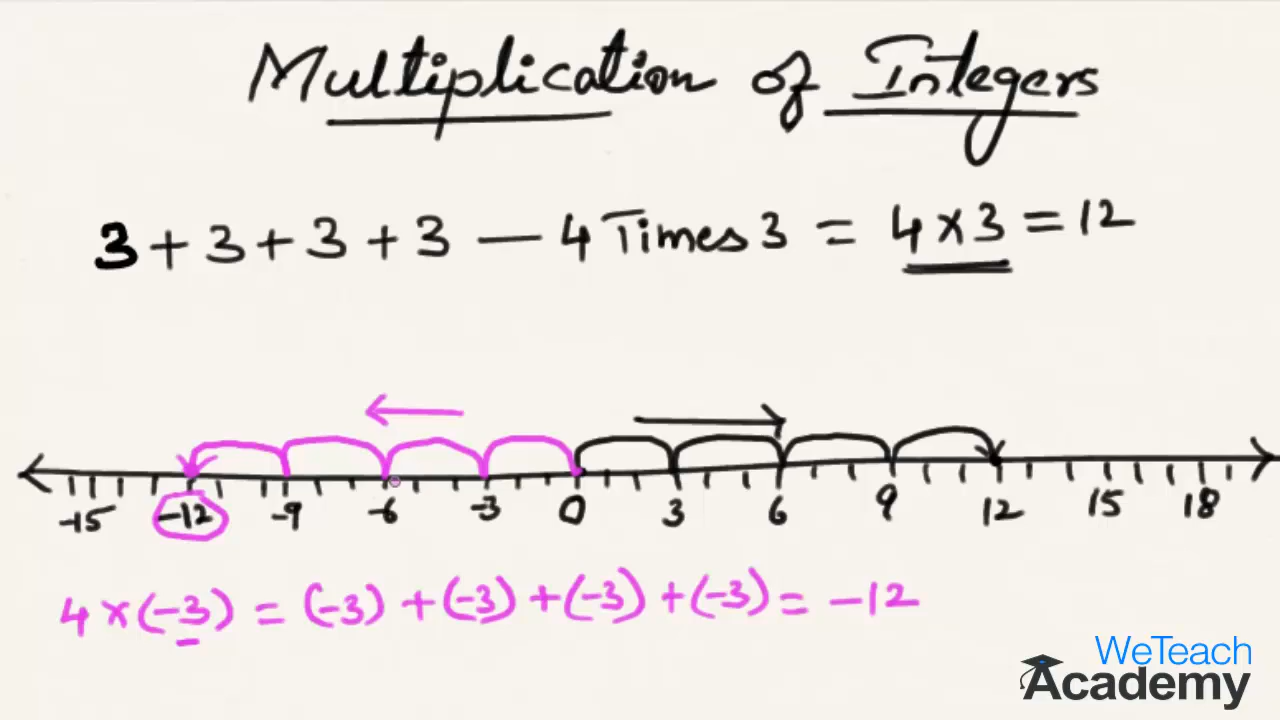 Multiplication of Integers
3 + 3 + 3 + 3 — 4 Times 3 = 4 × 3 = 12
-15 -12 -9 -6 -3 0 3 6 9 12 15 18
4 × (-3) = (-3) + (-3) + (-3) + (-3) = -12
WeTeach
Academy